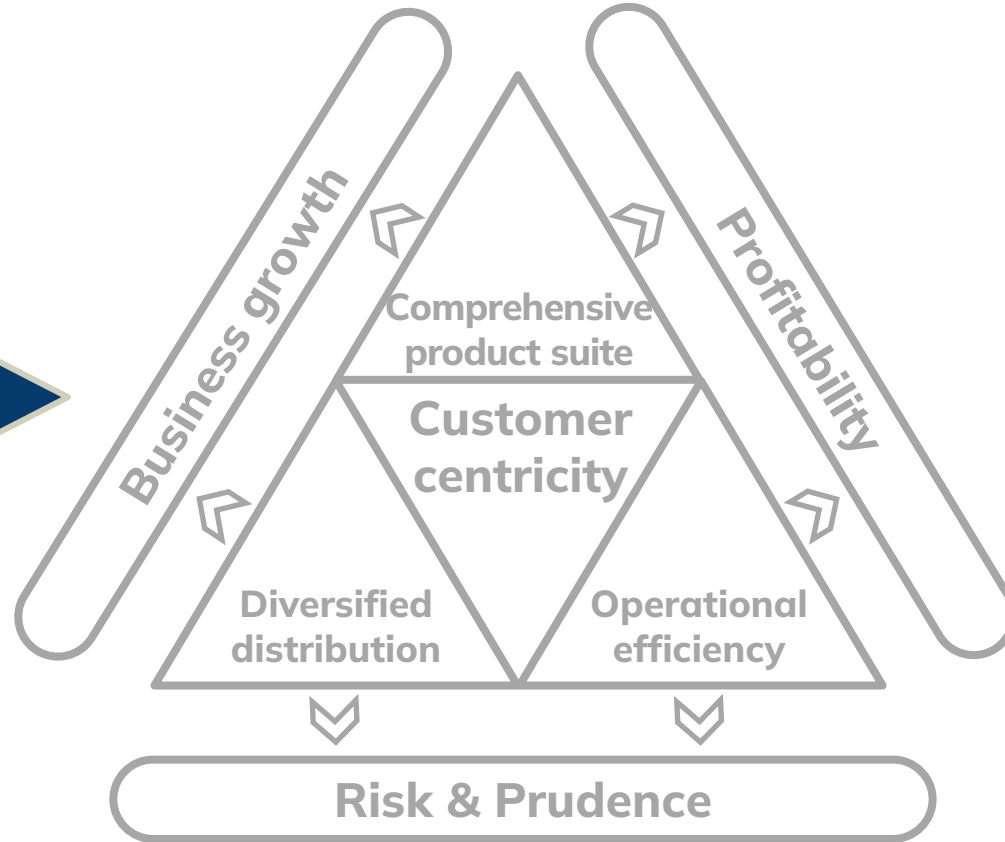 Business growth
Profitability
Comprehensive
product suite
Customer
centricity
Diversified
distribution
Operational
efficiency
Risk & Prudence